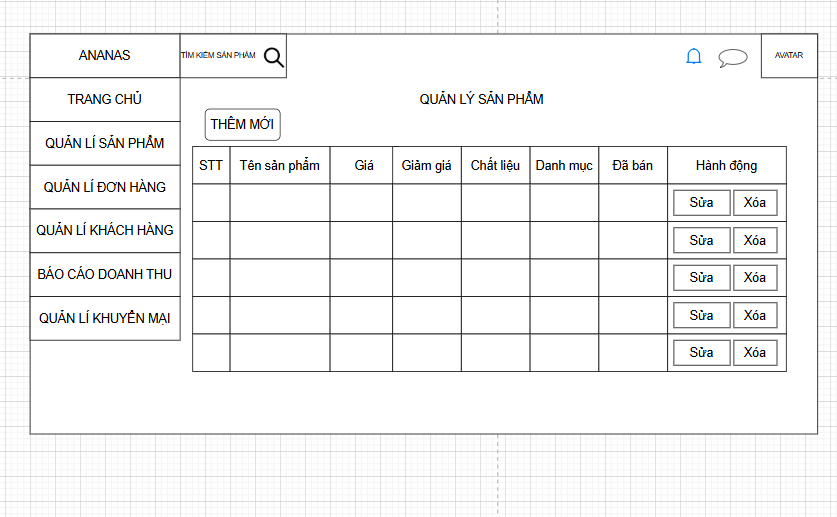 ANANAS
TÌM KIẾM SẢN PHẨM
AVATAR
TRANG CHỦ
QUẢN LÍ SẢN PHẨM
QUẢN LÍ ĐƠN HÀNG
QUẢN LÍ KHÁCH HÀNG
BÁO CÁO DOANH THU
QUẢN LÍ KHUYẾN MẠI
QUẢN LÝ SẢN PHẨM
THÊM MỚI
STT Tên sản phẩm Giá Giảm giá Chất liệu Danh mục Đã bán Hành động
Sửa Xóa
Sửa Xóa
Sửa Xóa
Sửa Xóa
Sửa Xóa